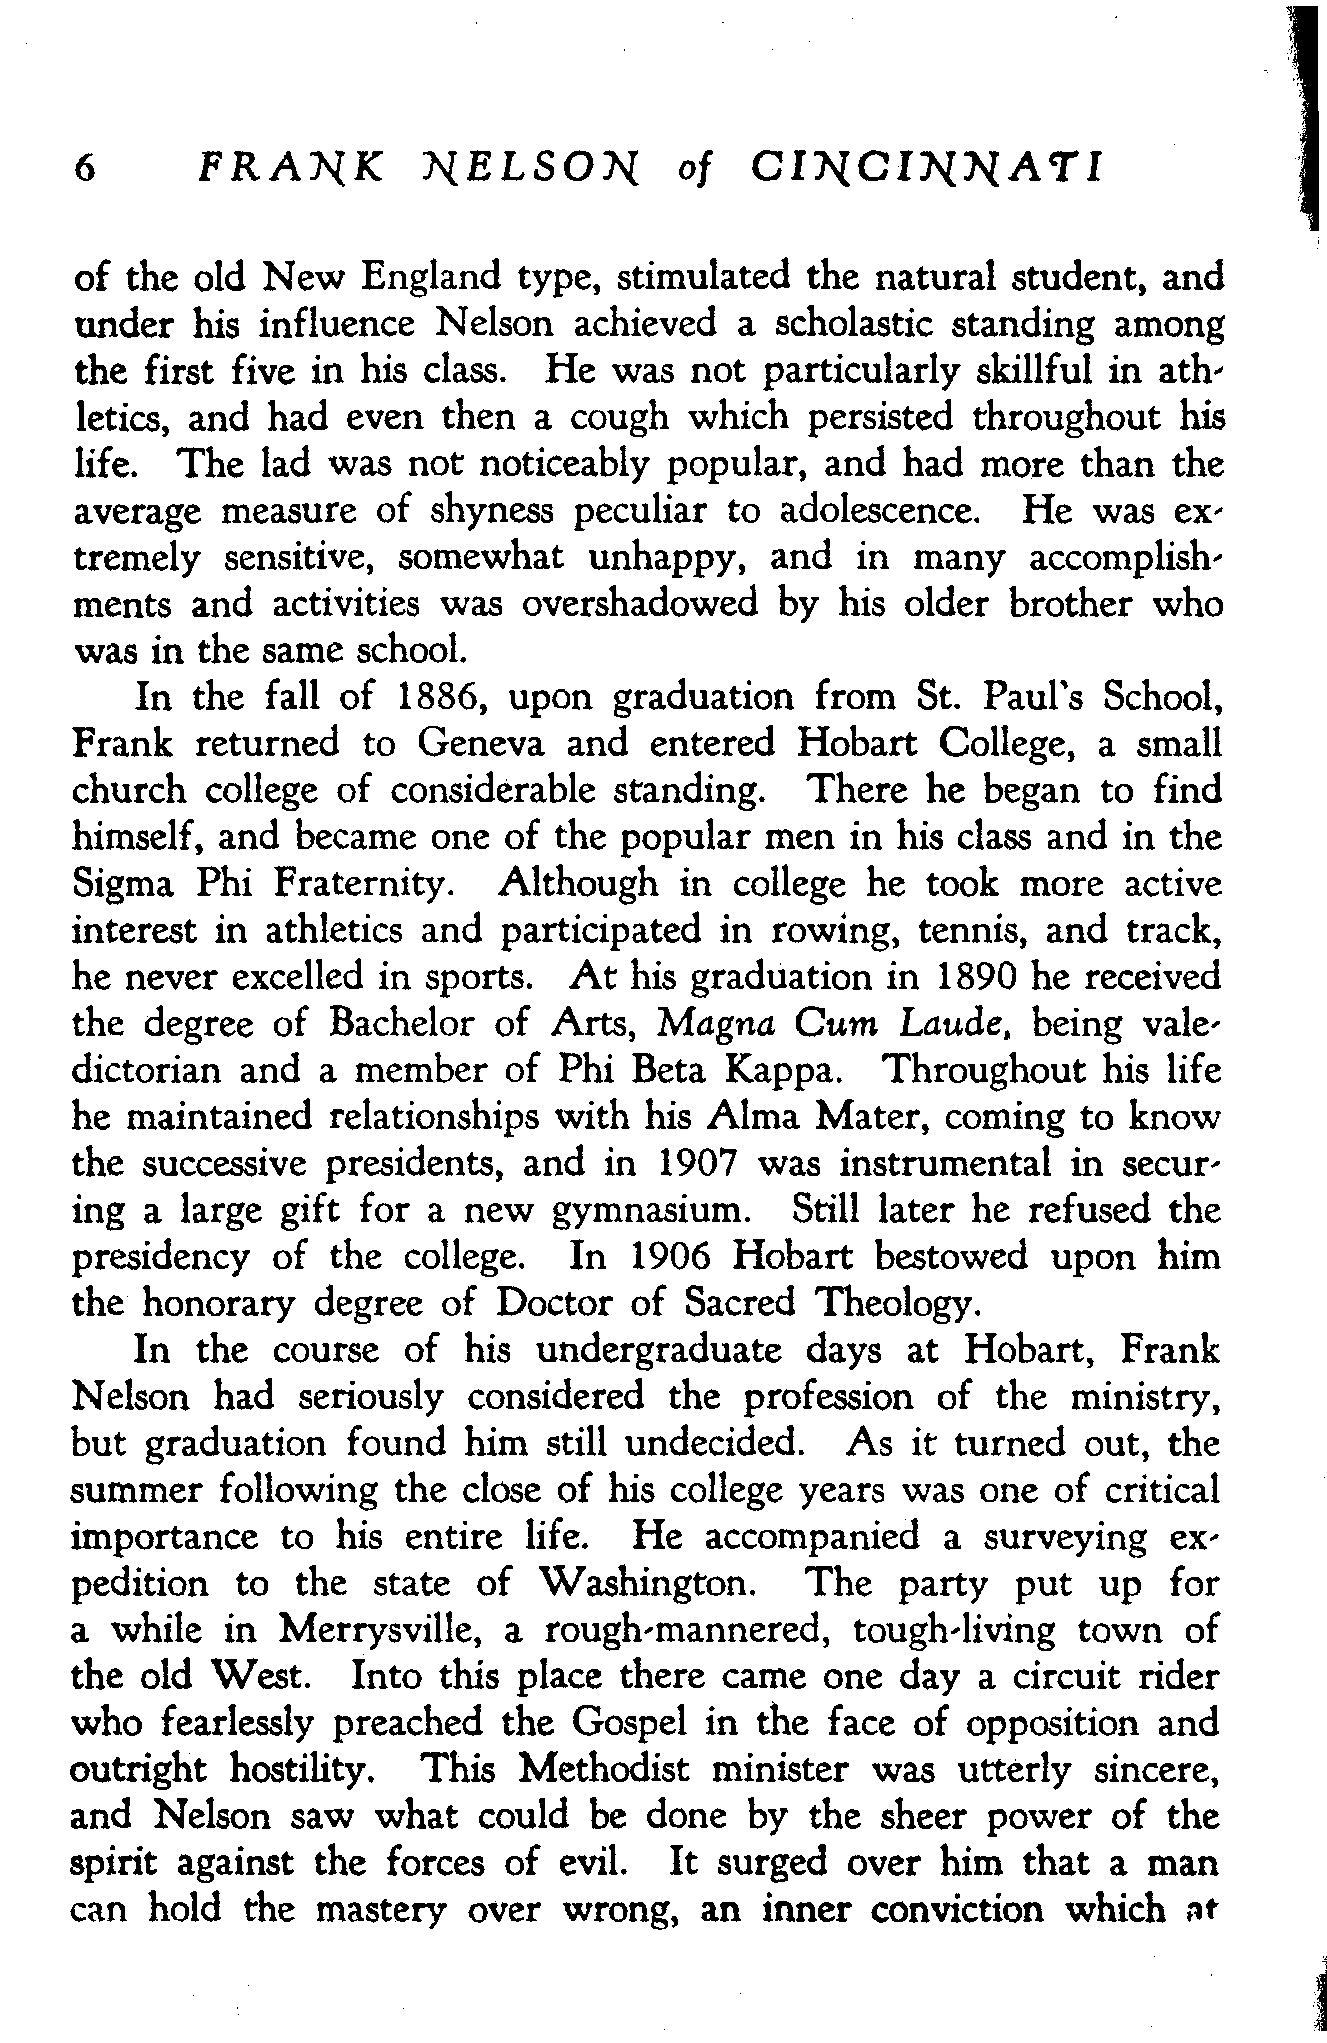 6 FRANK NELSON of CINCINNATI
of the old New England type, stimulated the natural student, and
under his influence Nelson achieved a scholastic standing among
the first five in his class. He was not particularly skillful in ath-
letics, and had even then a cough which persisted throughout his
life. The lad was not noticeably popular, and had more than the
average measure of shyness peculiar to adolescence. He was ex-
tremely sensitive, somewhat unhappy, and in many accomplish-
ments and activities was overshadowed by his older brother who
was in the same school.
In the fall of 1886, upon graduation from St. Paul's School,
Frank returned to Geneva and entered Hobart College, a small
church college of considerable standing. There he began to find
himself, and became one of the popular men in his class and in the
Sigma Phi Fraternity. Although in college he took more active
interest in athletics and participated in rowing, tennis, and track,
he never excelled in sports. At his graduation in 1890 he received
the degree of Bachelor of Arts, Magna Cum Laude, being vale-
dictorian and a member of Phi Beta Kappa. Throughout his life
he maintained relationships with his Alma Mater, coming to know
the successive presidents, and in 1907 was instrumental in secur-
ing a large gift for a new gymnasium. Still later he refused the
presidency of the college. In 1906 Hobart bestowed upon him
the honorary degree of Doctor of Sacred Theology.
In the course of his undergraduate days at Hobart, Frank
Nelson had seriously considered the profession of the ministry,
but graduation found him still undecided. As it turned out, the
summer following the close of his college years was one of critical
importance to his entire life. He accompanied a surveying ex-
pedition to the state of Washington. The party put up for
a while in Merrysville, a rough-mannered, tough-living town of
the old West. Into this place there came one day a circuit rider
who fearlessly preached the Gospel in the face of opposition and
outright hostility. This Methodist minister was utterly sincere,
and Nelson saw what could be done by the sheer power of the
spirit against the forces of evil. It surged over him that a man
can hold the mastery over wrong, an inner conviction which at